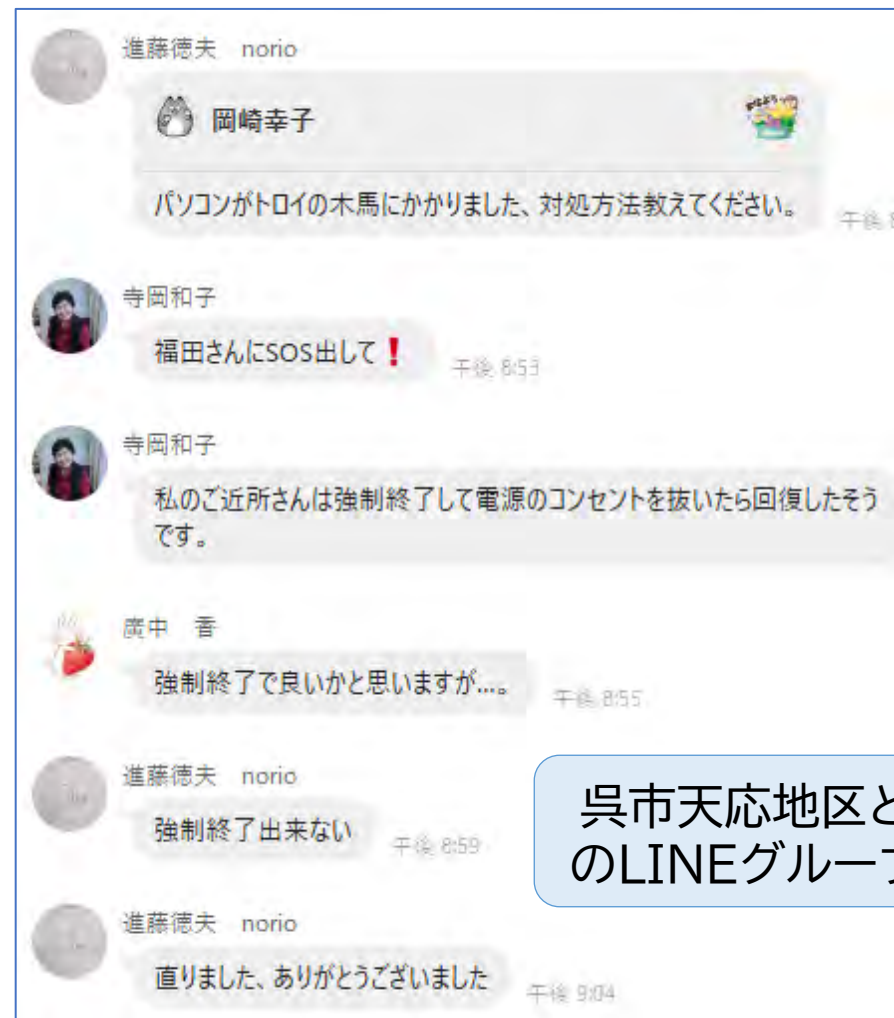 進藤徳夫 norio
岡崎幸子
パソコンがトロイの木馬にかかりました、対処方法教えてください。
午後 8
寺岡和子
福田さんにSOS出して❗
午後 8:53
寺岡和子
私のご近所さんは強制終了して電源のコンセントを抜いたら回復したそう
です。
廣中 香
強制終了で良いかと思いますが...。
午後 8:55
進藤徳夫 norio
強制終了出来ない
午後 8:59
呉市天応地区と
のLINEグループ
進藤徳夫 norio
直りました、ありがとうございました
午後 9:04